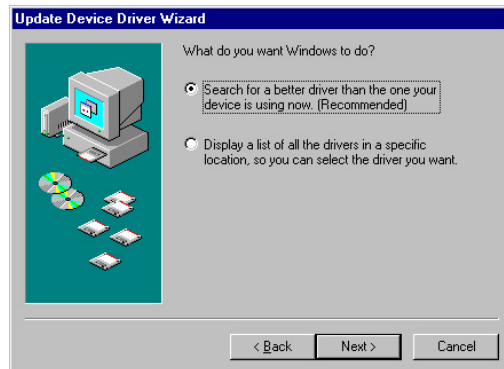 Update Device Driver Wizard
What do you want Windows to do?
Search for a better driver than the one your
device is using now. (Recommended)
Display a list of all the drivers in a specific
location, so you can select the driver you want.
< Back
Next >
Cancel